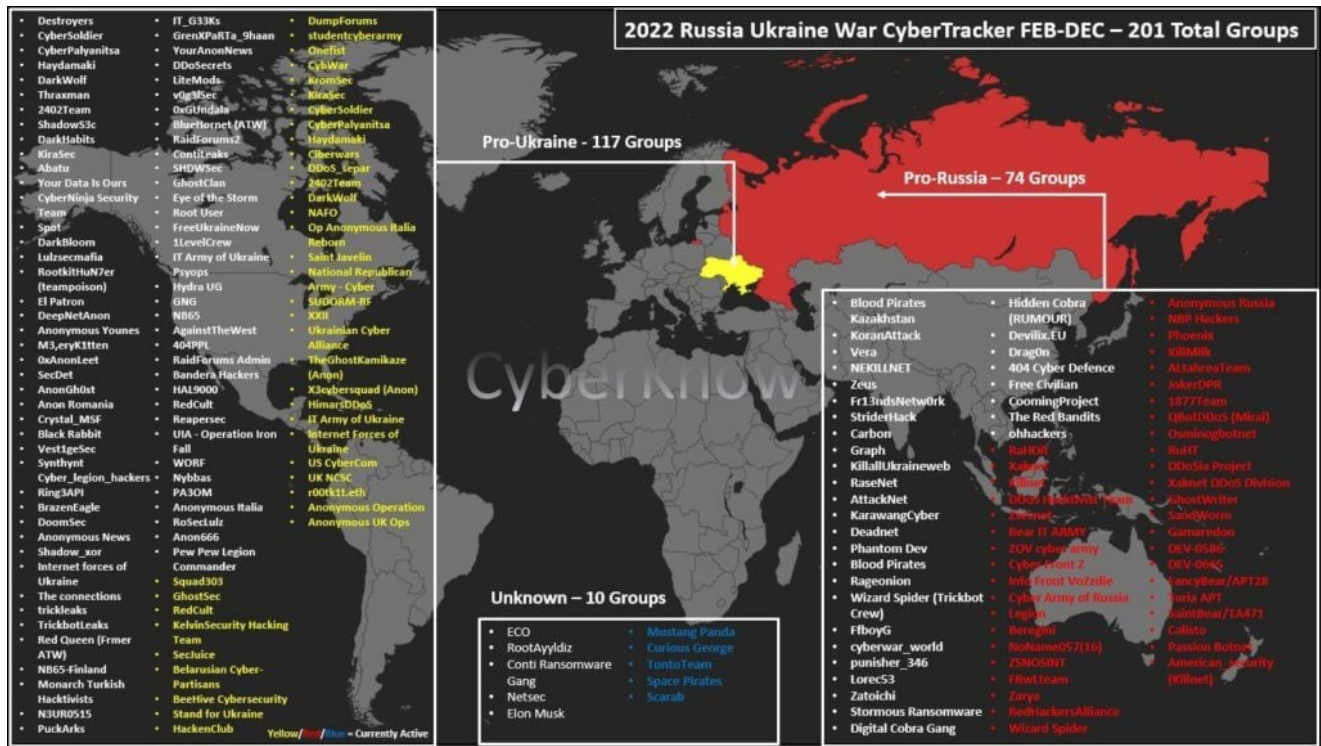 2022 Russia Ukraine War CyberTracker FEB-DEC – 201 Total Groups
Destroyers
CyberSoldier
CyberPalyanitsa
Haydamaki
DarkWolf
Thraxman
2402Team
ShadowS3c
DarkHabits
KiraSec
Abatu
Your Data Is Ours
CyberNinja Security
Team
Spot
DarkBloom
Lulzsecmafia
RootkitHuN7er
(teampoison)
El Patron
DeepNetAnon
Anonymous Younes
M3,eryK1tten
0xAnonLeet
SecDet
AnonGh0st
Anon Romania
Crystal_MSF
Black Rabbit
Vest1geSec
Synthynt
Cyber_legion_hackers
Ring3API
BrazenEagle
DoomSec
Anonymous News
Shadow_xor
Internet forces of
Ukraine
The connections
trickleaks
TrickbotLeaks
Red Queen (Frmer
ATW)
NB65-Finland
Monarch Turkish
Hacktivists
N3UR0515
PuckArks
IT_G33Ks
GrenXPaRTa_9haan
YourAnonNews
DDoSecrets
LiteMods
v0g3lSec
0xGUndala
BlueHornet (ATW)
RaidForums2
ContiLeaks
SHDWSec
GhostClan
Eye of the Storm
Root User
FreeUkraineNow
1LevelCrew
IT Army of Ukraine
Psyops
Hydra UG
GNG
NB65
AgainstTheWest
404PPL
RaidForums Admin
Bandera Hackers
HAL9000
RedCult
Reapersec
UIA - Operation Iron
Fall
WORF
Nybbas
PA3OM
Anonymous Italia
RoSecLulz
Anon666
Pew Pew Legion
Commander
Squad303
GhostSec
RedCult
KelvinSecurity Hacking
Team
SecJuice
Belarusian Cyber-
Partisans
BeeHive Cybersecurity
Stand for Ukraine
HackenClub
DumpForums
studentcyberarmy
Onefist
CybWar
KromSec
KiraSec
CyberSoldier
CyberPalyanitsa
Haydamaki
Ciberwars
DDoS_separ
2402Team
DarkWolf
NAFO
Op Anonymous Italia
Reborn
Saint Javelin
National Republican
Army - Cyber
SUDORM-RF
XXII
Ukrainian Cyber
Alliance
TheGhostKamikaze
(Anon)
X3cybersquad (Anon)
HimarsDDoS
IT Army of Ukraine
Internet Forces of
Ukraine
US CyberCom
UK NCSC
r00tk1t.eth
Anonymous Operation
Anonymous UK Ops
Yellow/Red/Blue = Currently Active
Pro-Ukraine - 117 Groups
Pro-Russia – 74 Groups
CyberKnow
Unknown – 10 Groups
ECO
RootAyyldiz
Conti Ransomware
Gang
Netsec
Elon Musk
Mustang Panda
Curious George
TontoTeam
Space Pirates
Scarab
Blood Pirates
Kazakhstan
KoranAttack
Vera
NEKILLNET
Zeus
Fr13ndsNetw0rk
StriderHack
Carbon
Graph
KillallUkraineweb
RaseNet
AttackNet
KarawangCyber
Deadnet
Phantom Dev
Blood Pirates
Rageonion
Wizard Spider (Trickbot
Crew)
FfboyG
cyberwar_world
punisher_346
Lorec53
Zatoichi
Stormous Ransomware
Digital Cobra Gang
Hidden Cobra
(RUMOUR)
Devilix.EU
Drag0n
404 Cyber Defence
Free Civilian
CoomingProject
The Red Bandits
ohhackers
RaHDit
Xaknet
Killnet
DDoS Hacktivist Team
Zsecnet
Bear IT ARMY
ZOV cyber army
Cyber Front Z
Info Front VoZzdie
Cyber Army of Russia
Legion
Beregini
NoName057(16)
ZSNOSINT
FRwLteam
Zarya
RedHackersAlliance
Wizard Spider
Anonymous Russia
NBP Hackers
Phoenix
KillMilk
ALtahreaTeam
JokerDPR
1877Team
QBotDDoS (Mirai)
Osminogbotnet
RuHT
DDoSia Project
Xaknet DDoS Division
GhostWriter
SandWorm
Gamaredon
DEV-0586
DEV-0665
FancyBear/APT28
Turla APT
SaintBear/TA471
Calisto
Passion Botnet
American_security
(Killnet)